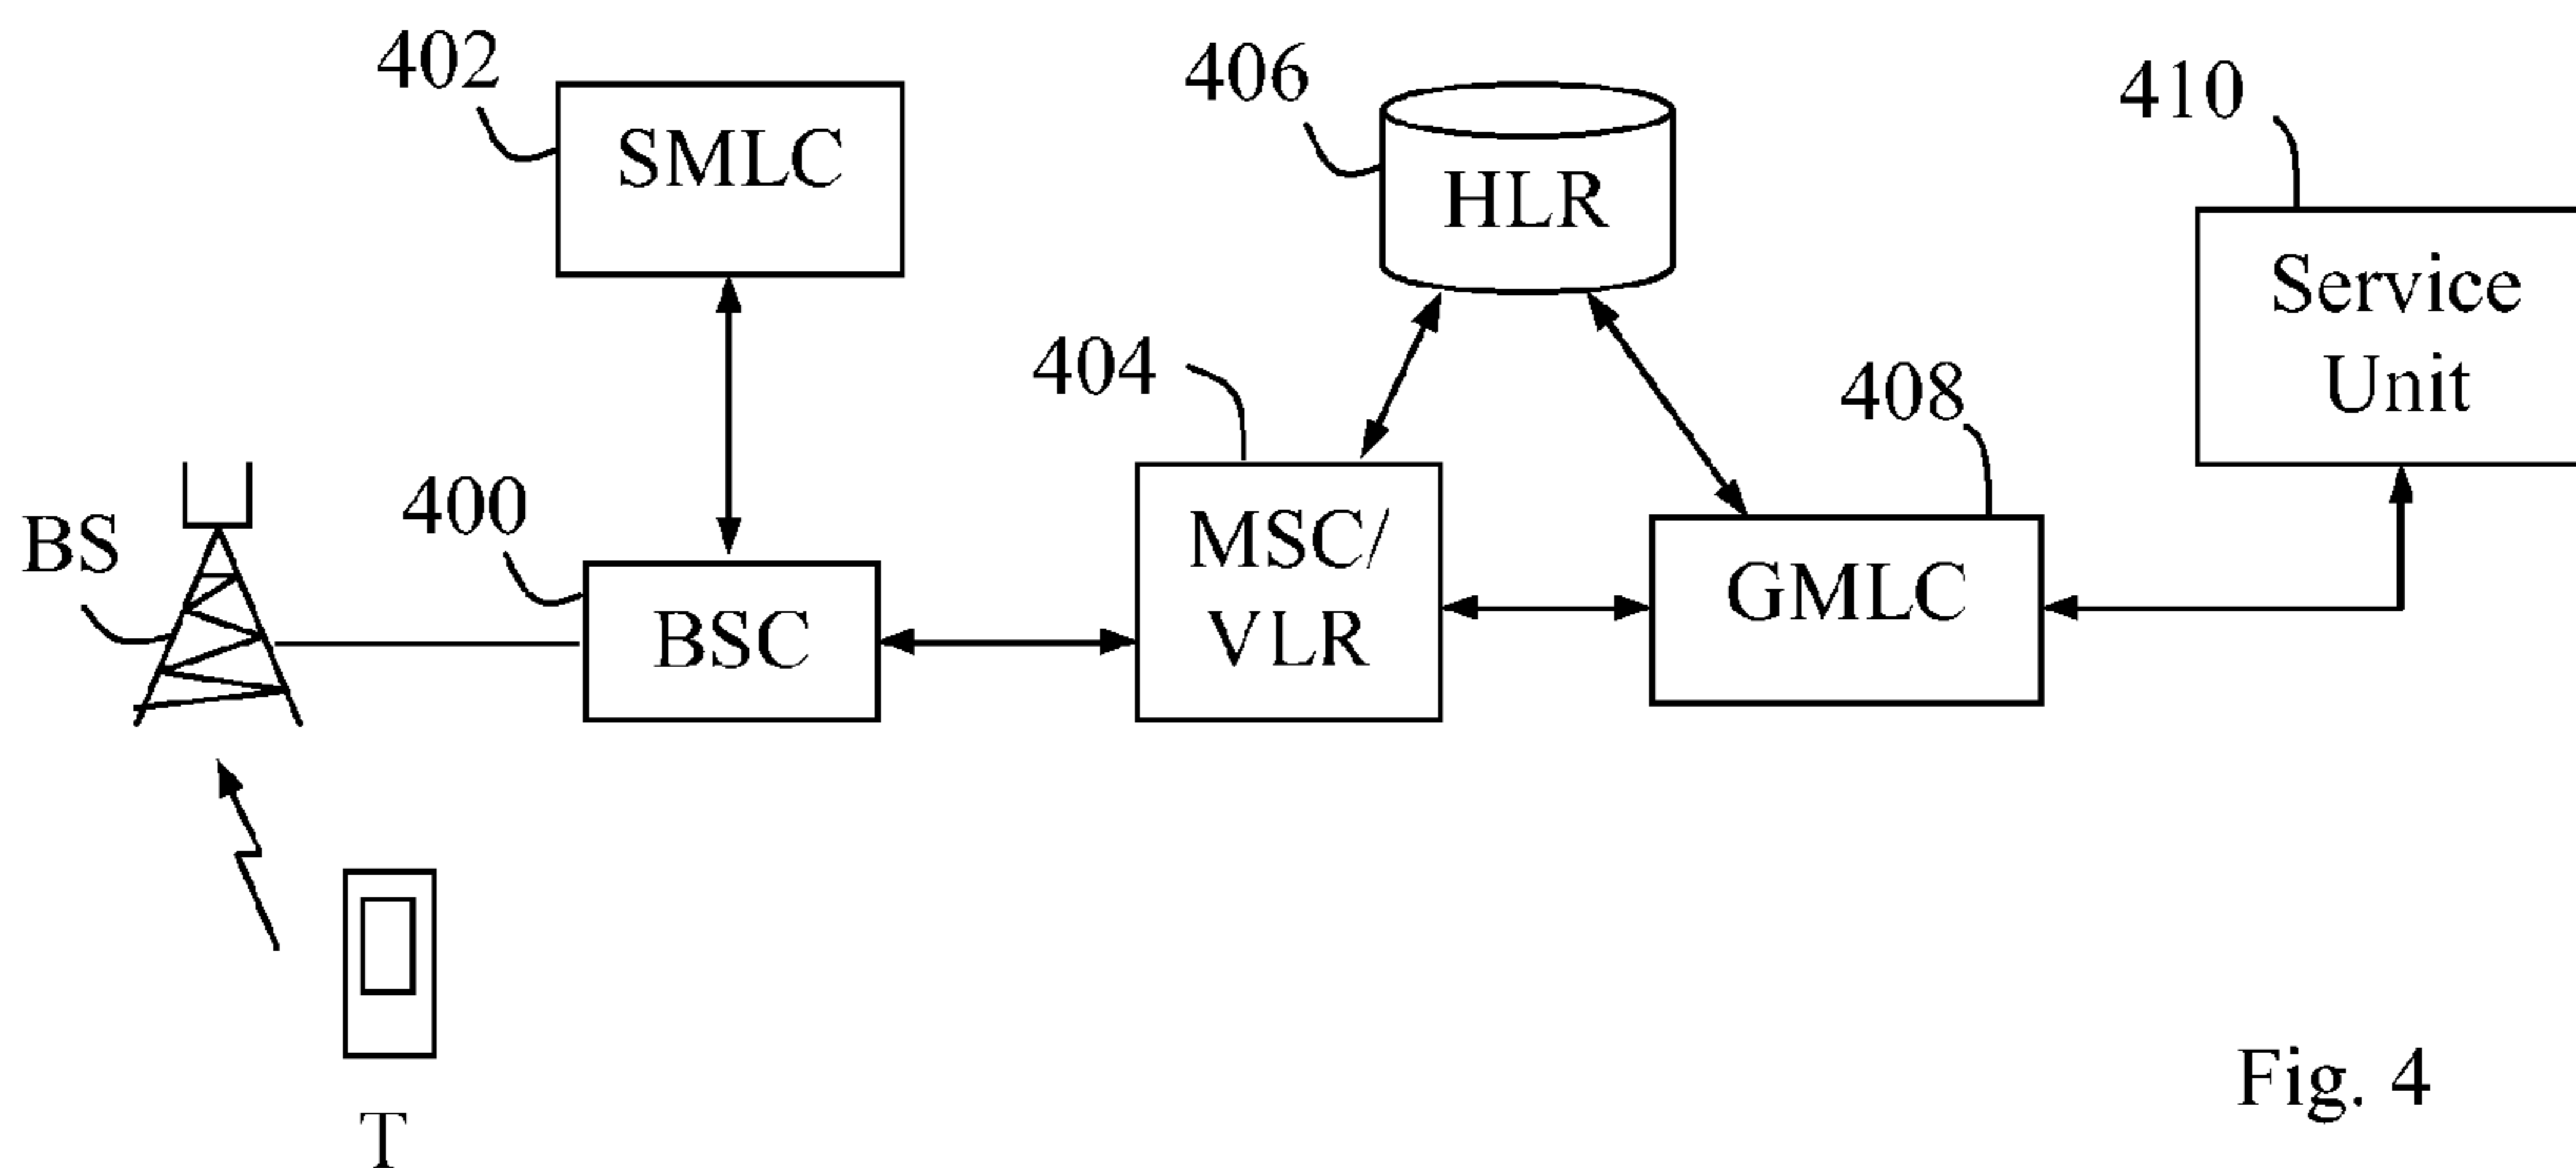 402
SMLC
406
HLR
410
Service
Unit
404
MSC/
VLR
408
GMLC
400
BSC
BS
T
Fig. 4